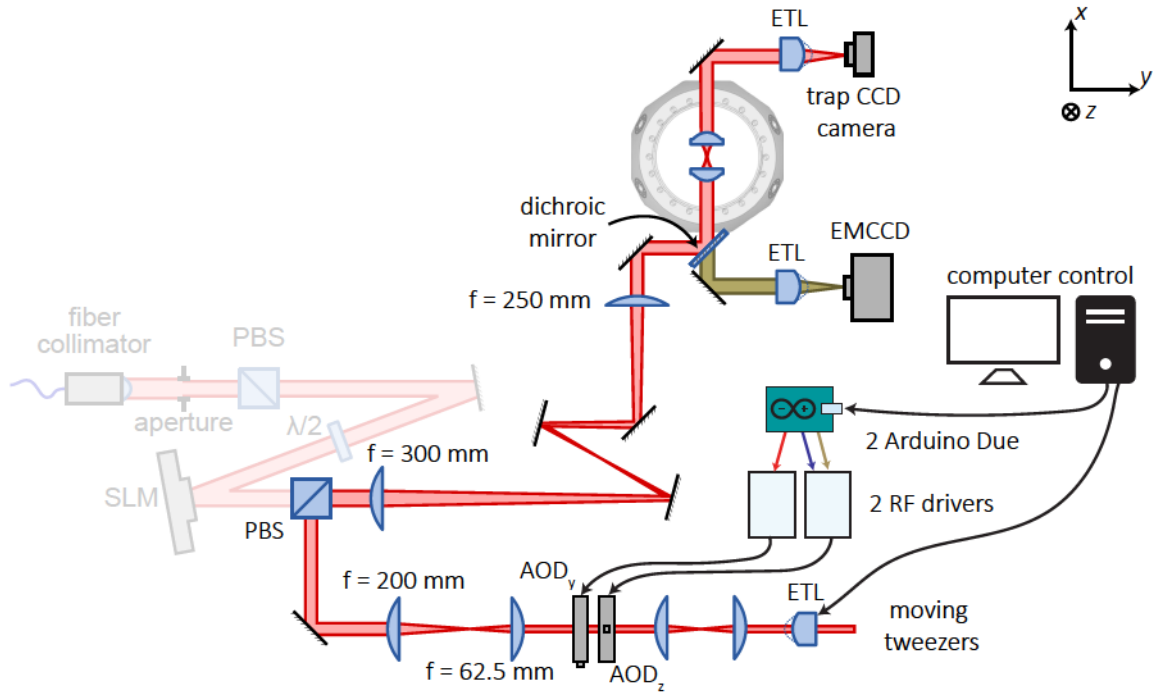 ETL
x
y
z
trap CCD
camera
dichroic
mirror
EMCCD
ETL
computer control
f = 250 mm
fiber
collimator
PBS
aperture
λ/2
2 Arduino Due
f = 300 mm
SLM
PBS
2 RF drivers
f = 200 mm
AODy
ETL
moving
tweezers
f = 62.5 mm
AODz